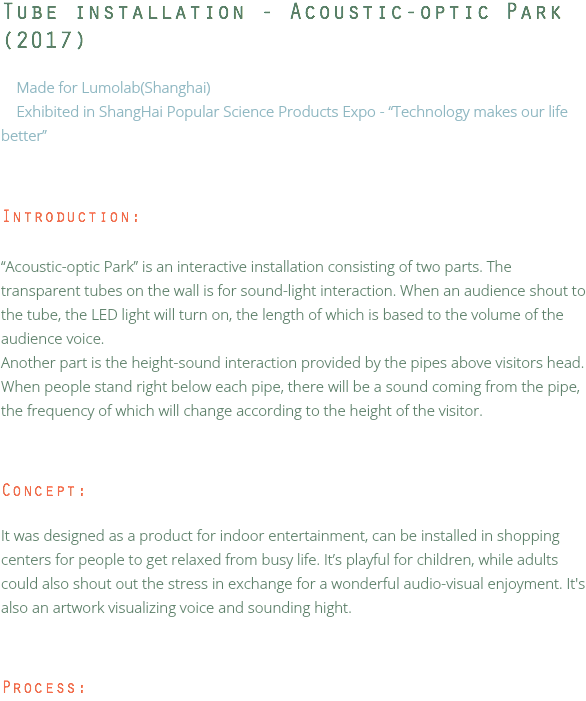 Tube installation - Acoustic-optic Park
(2017)
Made for Lumolab(Shanghai)
Exhibited in ShangHai Popular Science Products Expo - “Technology makes our life
better”
Introduction:
“Acoustic-optic Park” is an interactive installation consisting of two parts. The
transparent tubes on the wall is for sound-light interaction. When an audience shout to
the tube, the LED light will turn on, the length of which is based to the volume of the
audience voice.
Another part is the height-sound interaction provided by the pipes above visitors head.
When people stand right below each pipe, there will be a sound coming from the pipe,
the frequency of which will change according to the height of the visitor.
Concept:
It was designed as a product for indoor entertainment, can be installed in shopping
centers for people to get relaxed from busy life. It’s playful for children, while adults
could also shout out the stress in exchange for a wonderful audio-visual enjoyment. It's
also an artwork visualizing voice and sounding hight.
Process: